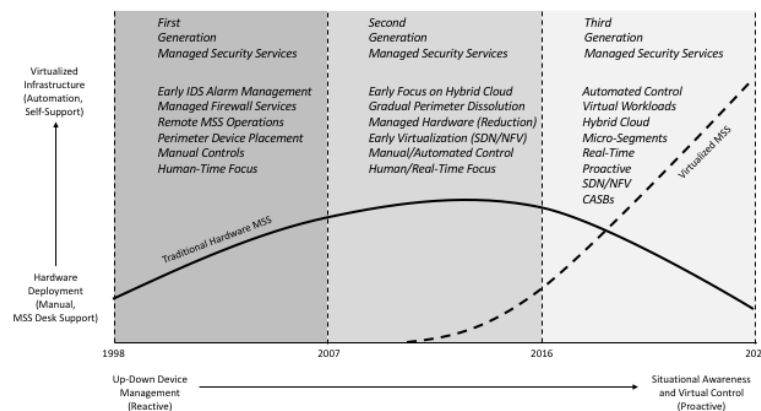 First
Generation
Managed Security Services
Early IDS Alarm Management
Managed Firewall Services
Remote MSS Operations
Perimeter Device Placement
Manual Controls
Human-Time Focus
Second
Generation
Managed Security Services
Early Focus on Hybrid Cloud
Gradual Perimeter Dissolution
Managed Hardware (Reduction)
Early Virtualization (SDN/NFV)
Manual/Automated Control
Human/Real-Time Focus
Third
Generation
Managed Security Services
Automated Control
Virtual Workloads
Hybrid Cloud
Micro-Segments
Real-Time
Proactive
SDN/NFV
CASBs
Virtualized
Infrastructure
(Automation,
Self-Support)
Hardware
Deployment
(Manual,
MSS Desk Support)
Traditional Hardware MSS
Virtualized MSS
1998
2007
2016
Up-Down Device
Management
(Reactive)
Situational Awareness
and Virtual Control
(Proactive)